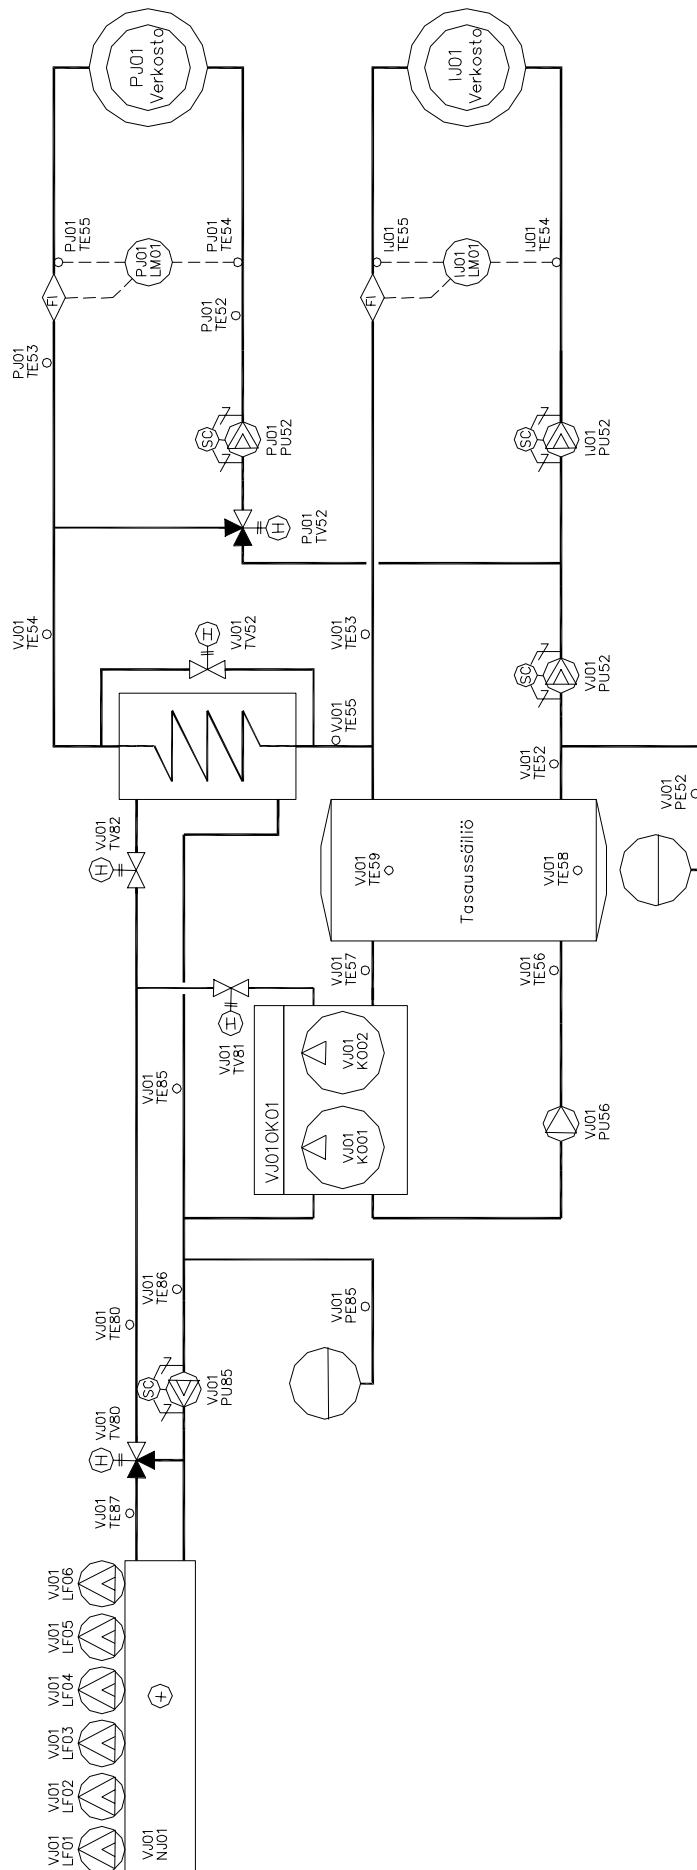 PJ01
Verkosto
IJ01
Verkosto
PJ01
TE55
PJ01
LM01
PJ01
TE54
IJ01
TE55
IJ01
LM01
IJ01
TE54
FI
FI
PJ01
TE52
PJ01
TE53
SC
PJ01
PU52
SC
IJ01
PU52
H
PJ01
TV52
VJ01
TE54
H
VJ01
TV52
VJ01
TE53
SC
VJ01
PU52
VJ01
TE55
VJ01
TE52
VJ01
PE52
H
VJ01
TV82
VJ01
TE59
Tasaussäiliö
VJ01
TE58
VJ01
TE57
VJ01
TE56
H
VJ01
TV81
VJ01
TE85
VJ01OK01
VJ01
KO02
VJ01
KO01
VJ01
PU56
VJ01
TE86
VJ01
TE80
VJ01
PE85
SC
VJ01
PU85
H
VJ01
TV80
VJ01
TE87
VJ01
LF06
VJ01
LF05
VJ01
LF04
+
VJ01
LF03
VJ01
LF02
VJ01
LF01
VJ01
NJ01